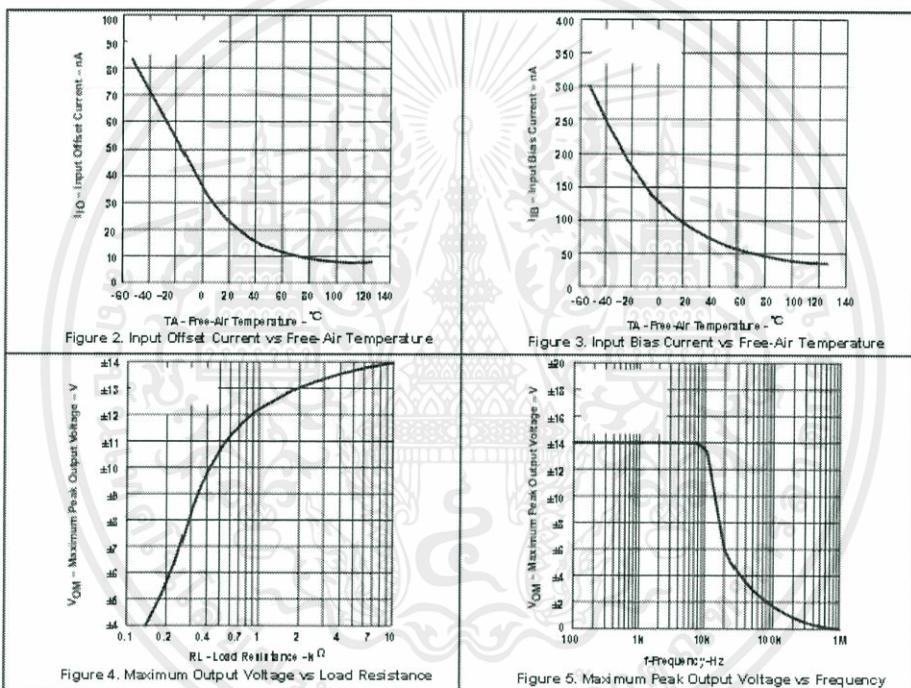 100
90
80
70
60
50
40
30
20
10
0
IIO – Input Offset Current – nA
-60 -40 -20 0 20 40 60 80 100 120 140
TA – Free-Air Temperature – °C
Figure 2. Input Offset Current vs Free-Air Temperature
400
350
300
250
200
150
100
50
0
IIB – Input Bias Current – nA
-60 -40 -20 0 20 40 60 80 100 120 140
TA – Free-Air Temperature – °C
Figure 3. Input Bias Current vs Free-Air Temperature
±14
±13
±12
±11
±10
±9
±8
±7
±6
±5
±4
VOM – Maximum Peak Output Voltage – V
0.1 0.2 0.4 0.7 1 2 4 7 10
RL – Load Resistance – kΩ
Figure 4. Maximum Output Voltage vs Load Resistance
±20
±18
±16
±14
±12
±10
±6
±4
0
VOM – Maximum Peak Output Voltage – V
100 1k 10k 100k 1M
f-Frequency-Hz
Figure 5. Maximum Peak Output Voltage vs Frequency